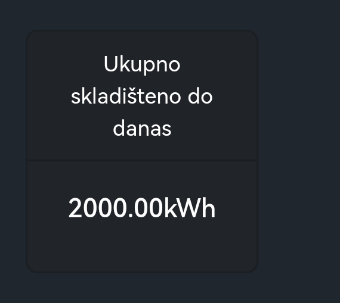 Ukupno
skladišteno do
danas
2000.00kWh